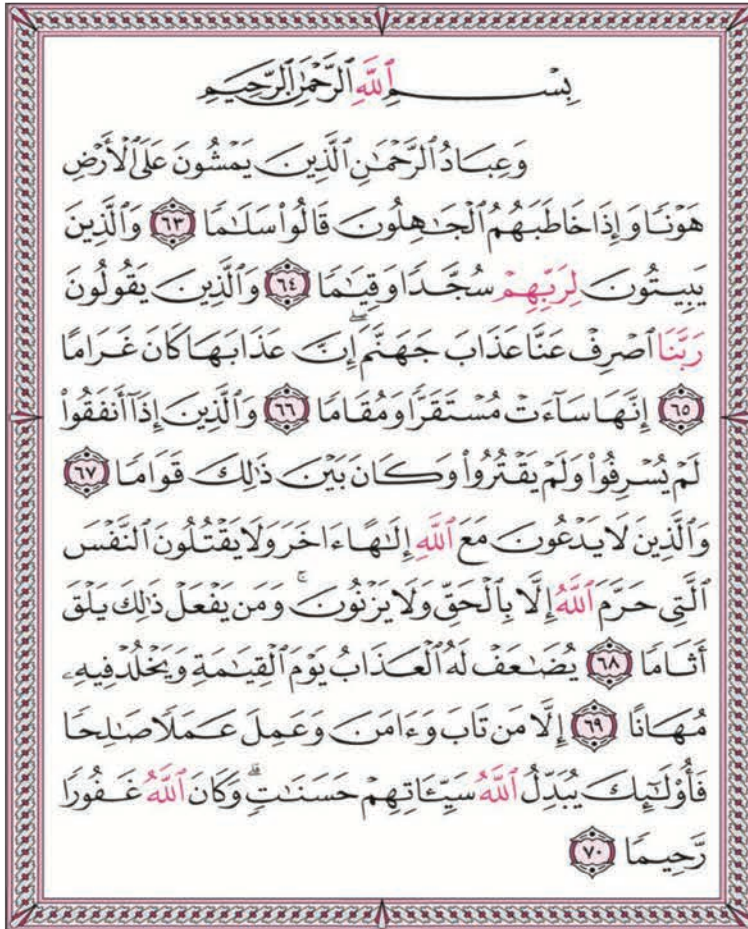 بِسْمِ ٱللَّهِ ٱلرَّحْمَٰنِ ٱلرَّحِيمِ
وَعِبَادُ ٱلرَّحْمَٰنِ ٱلَّذِينَ يَمْشُونَ عَلَى ٱلْأَرْضِ
هَوْنًا وَإِذَا خَاطَبَهُمُ ٱلْجَٰهِلُونَ قَالُوا۟ سَلَٰمًا ٦٣ وَٱلَّذِينَ
يَبِيتُونَ لِرَبِّهِمْ سُجَّدًا وَقِيَٰمًا ٦٤ وَٱلَّذِينَ يَقُولُونَ
رَبَّنَا ٱصْرِفْ عَنَّا عَذَابَ جَهَنَّمَ ۖ إِنَّ عَذَابَهَا كَانَ غَرَامًا
٦٥ إِنَّهَا سَآءَتْ مُسْتَقَرًّا وَمُقَامًا ٦٦ وَٱلَّذِينَ إِذَآ أَنفَقُوا۟
لَمْ يُسْرِفُوا۟ وَلَمْ يَقْتُرُوا۟ وَكَانَ بَيْنَ ذَٰلِكَ قَوَامًا ٦٧
وَٱلَّذِينَ لَا يَدْعُونَ مَعَ ٱللَّهِ إِلَٰهًا ءَاخَرَ وَلَا يَقْتُلُونَ ٱلنَّفْسَ
ٱلَّتِى حَرَّمَ ٱللَّهُ إِلَّا بِٱلْحَقِّ وَلَا يَزْنُونَ ۚ وَمَن يَفْعَلْ ذَٰلِكَ يَلْقَ
أَثَامًا ٦٨ يُضَٰعَفْ لَهُ ٱلْعَذَابُ يَوْمَ ٱلْقِيَٰمَةِ وَيَخْلُدْ فِيهِۦ
مُهَانًا ٦٩ إِلَّا مَن تَابَ وَءَامَنَ وَعَمِلَ عَمَلًا صَٰلِحًا
فَأُو۟لَٰٓئِكَ يُبَدِّلُ ٱللَّهُ سَيِّـَٔاتِهِمْ حَسَنَٰتٍ ۗ وَكَانَ ٱللَّهُ غَفُورًا
رَّحِيمًا ٧٠